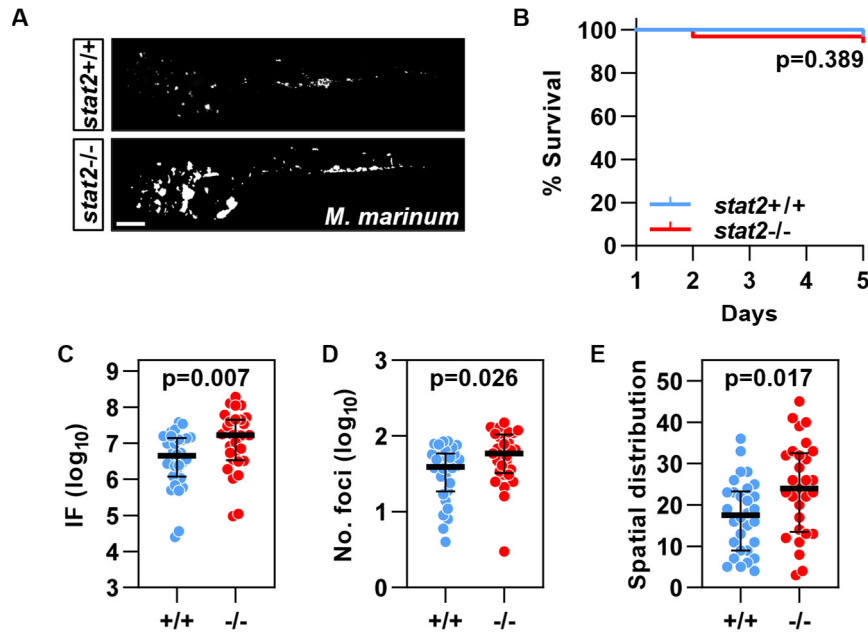 A
stat2+/+
stat2-/-
M. marinum
B
% Survival
100
80
60
40
20
0
p=0.389
stat2+/+
stat2-/-
1 2 3 4 5
Days
C
IF (log10)
9
8
7
6
5
4
3
p=0.007
+/+ -/-
D
No. foci (log10)
3
2
1
0
p=0.026
+/+ -/-
E
Spatial distribution
50
40
30
20
10
0
p=0.017
+/+ -/-